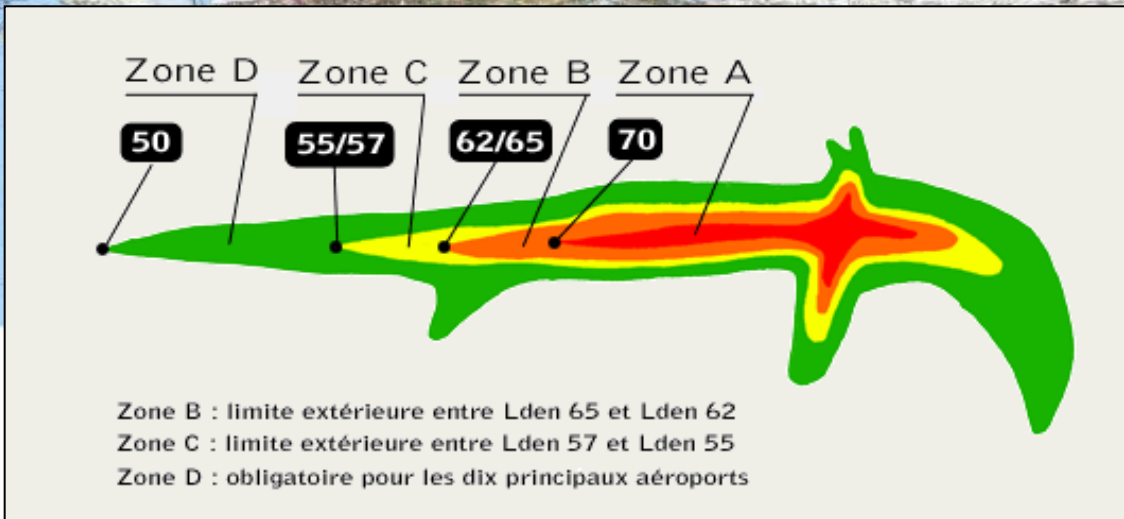 Zone D Zone C Zone B Zone A
50 55/57 62/65 70
Zone B : limite extérieure entre Lden 65 et Lden 62
Zone C : limite extérieure entre Lden 57 et Lden 55
Zone D : obligatoire pour les dix principaux aéroports